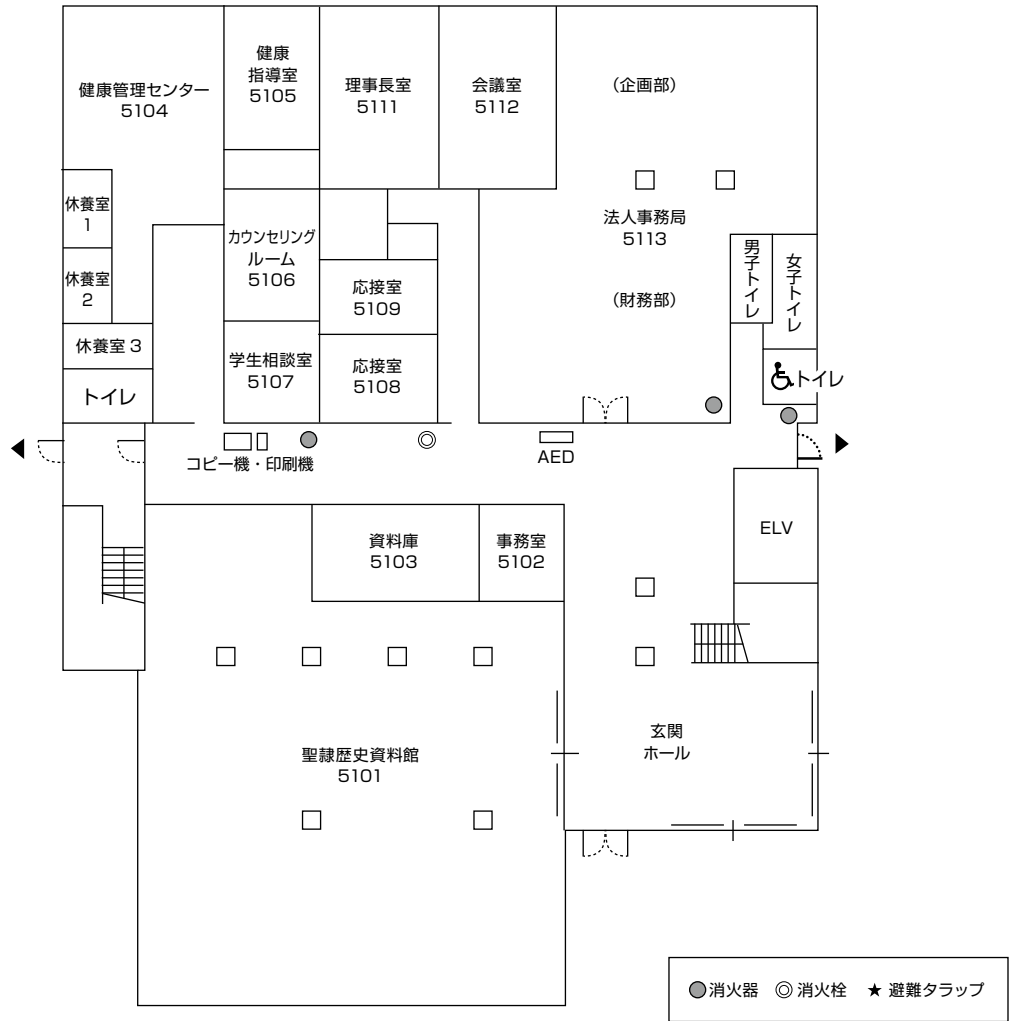 健康管理センター
5104
健康
指導室
5105
理事長室
5111
会議室
5112
（企画部）
休養室
1
休養室
2
休養室 3
トイレ
カウンセリング
ルーム
5106
学生相談室
5107
応接室
5109
応接室
5108
法人事務局
5113
（財務部）
男子トイレ
女子トイレ
トイレ
コピー機・印刷機
AED
資料庫
5103
事務室
5102
ELV
聖隷歴史資料館
5101
玄関
ホール
消火器 消火栓 ★ 避難タラップ